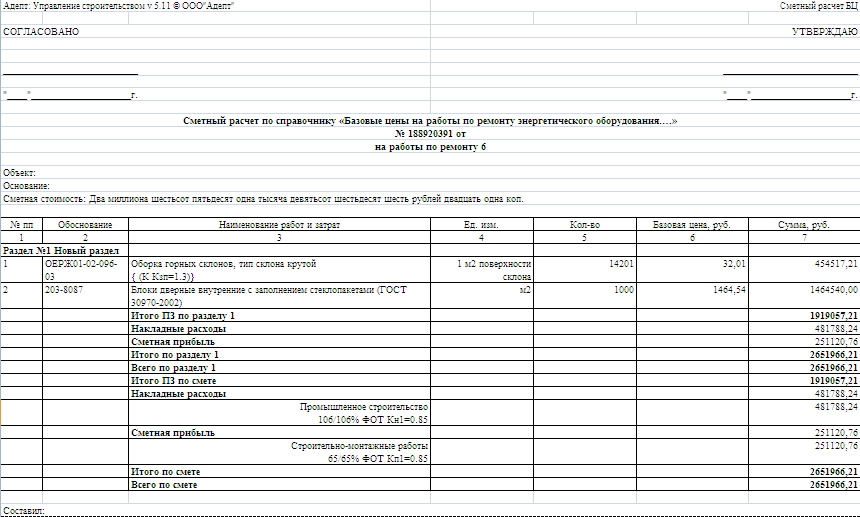 Адепт: Управление строительством v 5.11 © ООО"Адепт" Сметный расчет БЦ
СОГЛАСОВАНО УТВЕРЖДАЮ
"____"____________________г. "____"____________________г.
Сметный расчет по справочнику «Базовые цены на работы по ремонту энергетического оборудования....»
№ 188920391 от
на работы по ремонту 6
Объект:
Основание:
Сметная стоимость: Два миллиона шестьсот пятьдесят одна тысяча девятьсот шестьдесят шесть рублей двадцать одна коп.
№ пп Обоснование Наименование работ и затрат Ед. изм. Кол-во Базовая цена, руб. Сумма, руб.
1 2 3 4 5 6 7
Раздел №1 Новый раздел
1 ОЕРЖ01-02-096- Оборка горных склонов, тип склона крутой 1 м2 поверхности 14201 32,01 454517,21
03 { (К Кзп=1.3)} склона
2 203-8087 Блоки дверные внутренние с заполнением стеклопакетами (ГОСТ м2 1000 1464,54 1464540,00
30970-2002)
Итого ПЗ по разделу 1 1919057,21
Накладные расходы 481788,24
Сметная прибыль 251120,76
Итого по разделу 1 2651966,21
Всего по разделу 1 2651966,21
Итого ПЗ по смете 1919057,21
Накладные расходы 481788,24
Промышленное строительство 481788,24
106/106% ФОТ Кн1=0.85
Сметная прибыль 251120,76
Строительно-монтажные работы 251120,76
65/65% ФОТ Кп1=0.85
Итого по смете 2651966,21
Всего по смете 2651966,21
Составил: